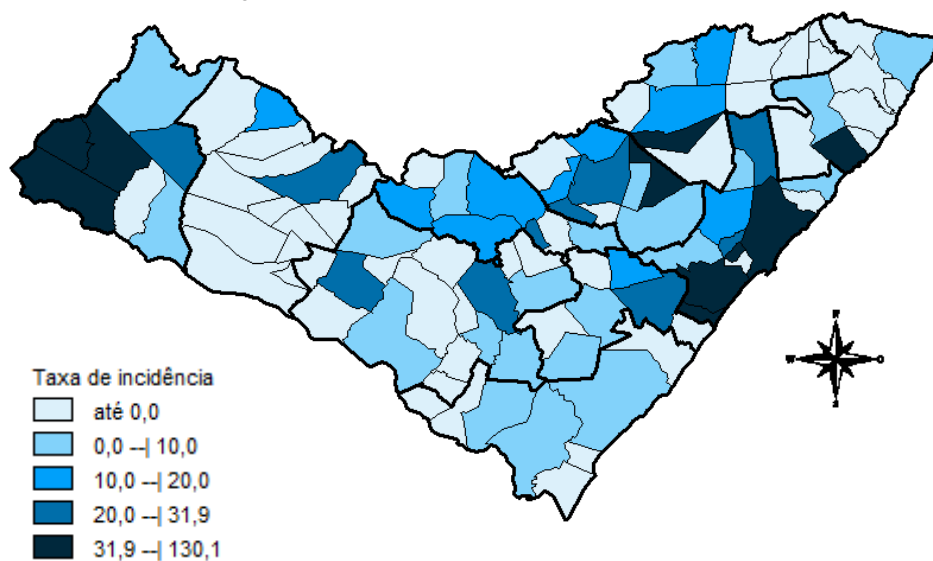 N
W
O
S
Taxa de incidência
até 0,0
0,0 --| 10,0
10,0 --| 20,0
20,0 --| 31,9
31,9 --| 130,1